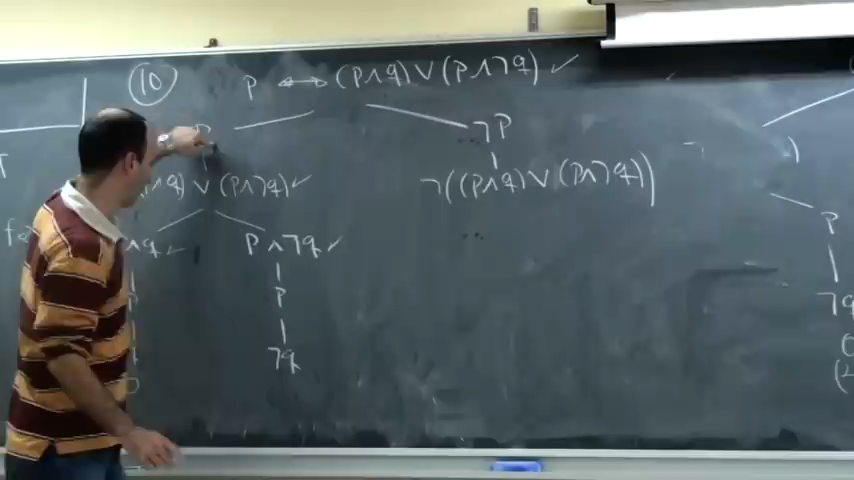 10 P ↔ (P∧q)∨(P∧¬q) ✓
P
¬P
P∧q) ∨ (P∧¬q) ✓
¬((P∧q)∨(P∧¬q))
∧q ✓
P∧¬q ✓
P
¬q
P
¬q